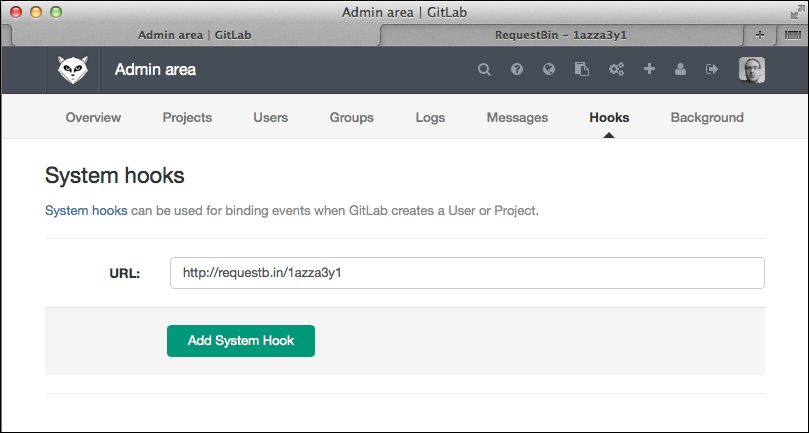 Admin area | GitLab
Admin area | GitLab
RequestBin - 1azza3y1
Admin area
Overview Projects Users Groups Logs Messages Hooks Background
System hooks
System hooks can be used for binding events when GitLab creates a User or Project.
URL: http://requestb.in/1azza3y1
Add System Hook